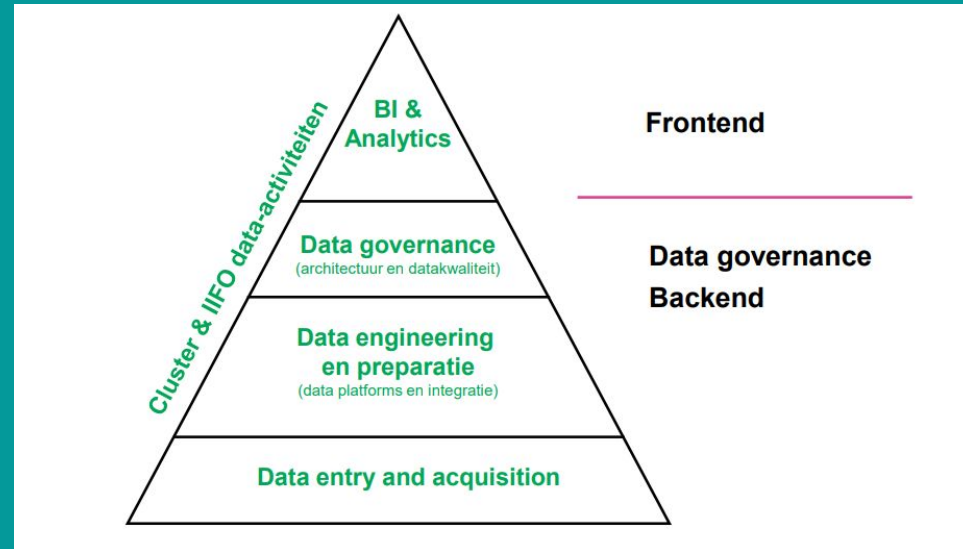 Cluster & IIFO data-activiteiten
BI &
Analytics
Data governance
(architectuur en datakwaliteit)
Data engineering
en preparatie
(data platforms en integratie)
Data entry and acquisition
Frontend
Data governance
Backend